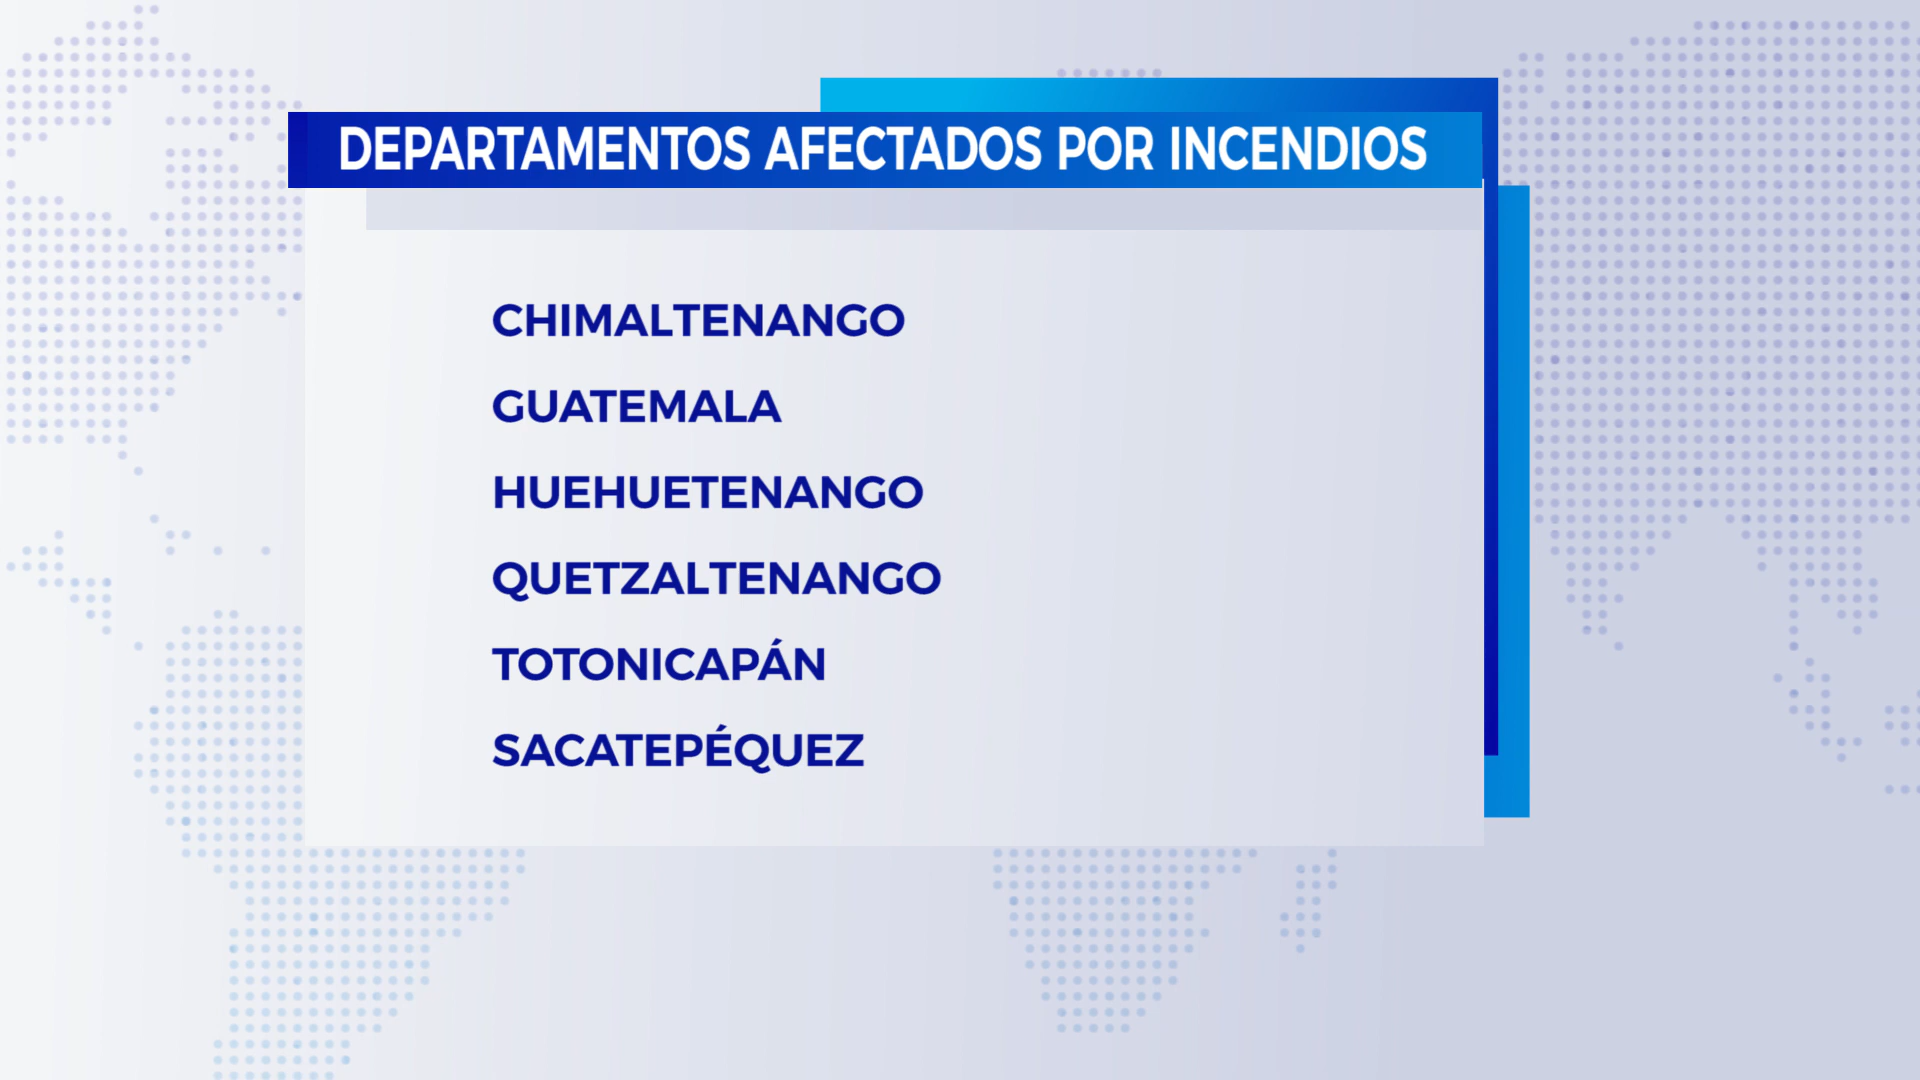 DEPARTAMENTOS AFECTADOS POR INCENDIOS
CHIMALTENANGO
GUATEMALA
HUEHUETENANGO
QUETZALTENANGO
TOTONICAPÁN
SACATEPÉQUEZ